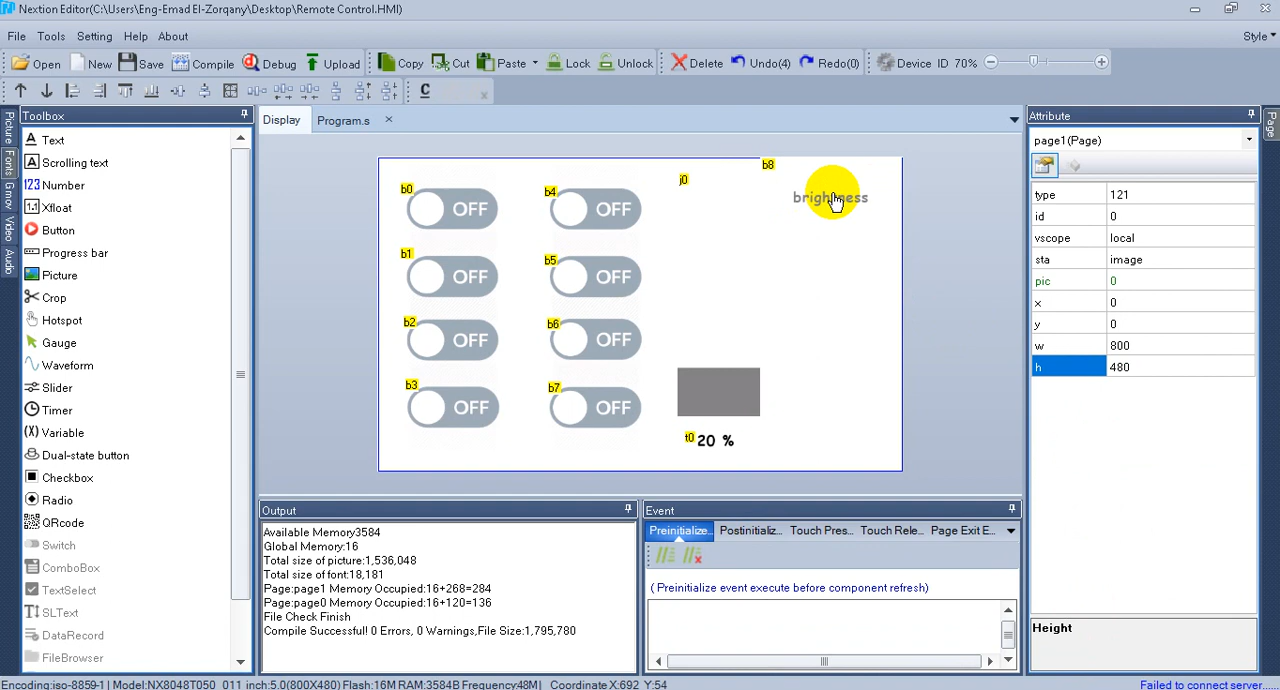 Nextion Editor(C:\Users\Eng-Emad El-Zorqany\Desktop\Remote Control.HMI)
File Tools Setting Help About Style
Open New Save Compile Debug Upload Copy Cut Paste Lock Unlock Delete Undo(4) Redo(0) Device ID 70%
Toolbox
Display Program.s
Attribute
Picture
Fonts
Gmov
Video
Audio
Page
Text
Scrolling text
Number
Xfloat
Button
Progress bar
Picture
Crop
Hotspot
Gauge
Waveform
Slider
Timer
Variable
Dual-state button
Checkbox
Radio
QRcode
Switch
ComboBox
TextSelect
SLText
DataRecord
FileBrowser
b0 OFF b4 OFF j0 b8
brightness
b1 OFF b5 OFF
b2 OFF b6 OFF
b3 OFF b7 OFF
t0 20 %
page1(Page)
type 121
id 0
vscope local
sta image
pic 0
x 0
y 0
w 800
h 480
Height
Output
Available Memory3584
Global Memory:16
Total size of picture:1,536,048
Total size of font:18,181
Page:page1 Memory Occupied:16+268=284
Page:page0 Memory Occupied:16+120=136
File Check Finish
Compile Successful! 0 Errors, 0 Warnings,File Size:1,795,780
Event
Preinitialize... Postinitializ... Touch Pres... Touch Rele... Page Exit E...
( Preinitialize event execute before component refresh)
Encoding:iso-8859-1 | Model:NX8048T050_011 inch:5.0(800X480) Flash:16M RAM:3584B Frequency:48M | Coordinate X:692 Y:54 Failed to connect server....